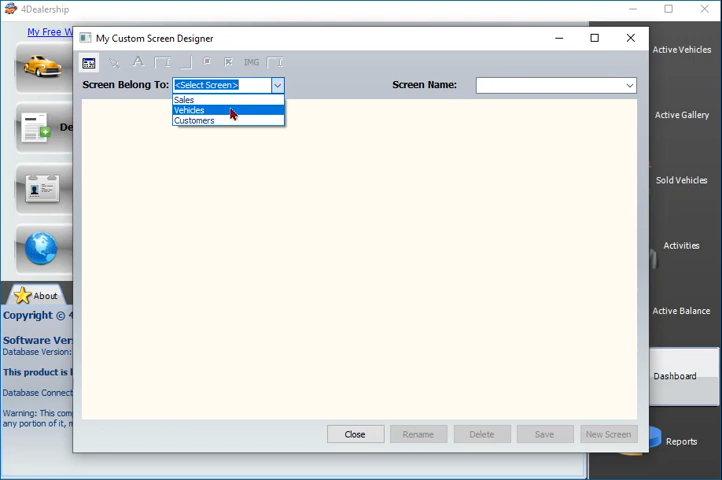 4Dealership
My Free W
My Custom Screen Designer
A
IMG
Screen Belong To: <Select Screen>
Screen Name:
Sales
Vehicles
Customers
De
Active Vehicles
Active Gallery
Sold Vehicles
Activities
Active Balance
Dashboard
Reports
About
Copyright © 4
Software Ver
Database Version:
This product is l
Database Connect
Warning: This com
any portion of it, m
Close
Rename
Delete
Save
New Screen